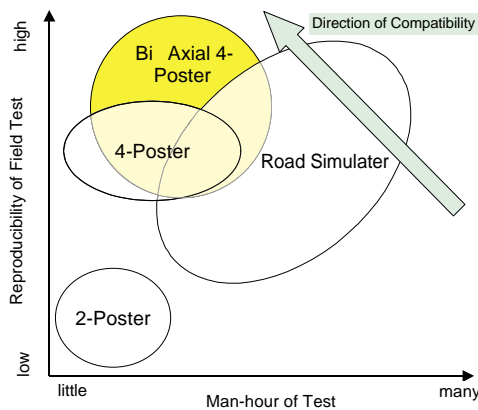 Direction of Compatibility
high
Bi Axial 4-
Poster
4-Poster
Road Simulater
2-Poster
Reproducibility of Field Test
low
little
many
Man-hour of Test